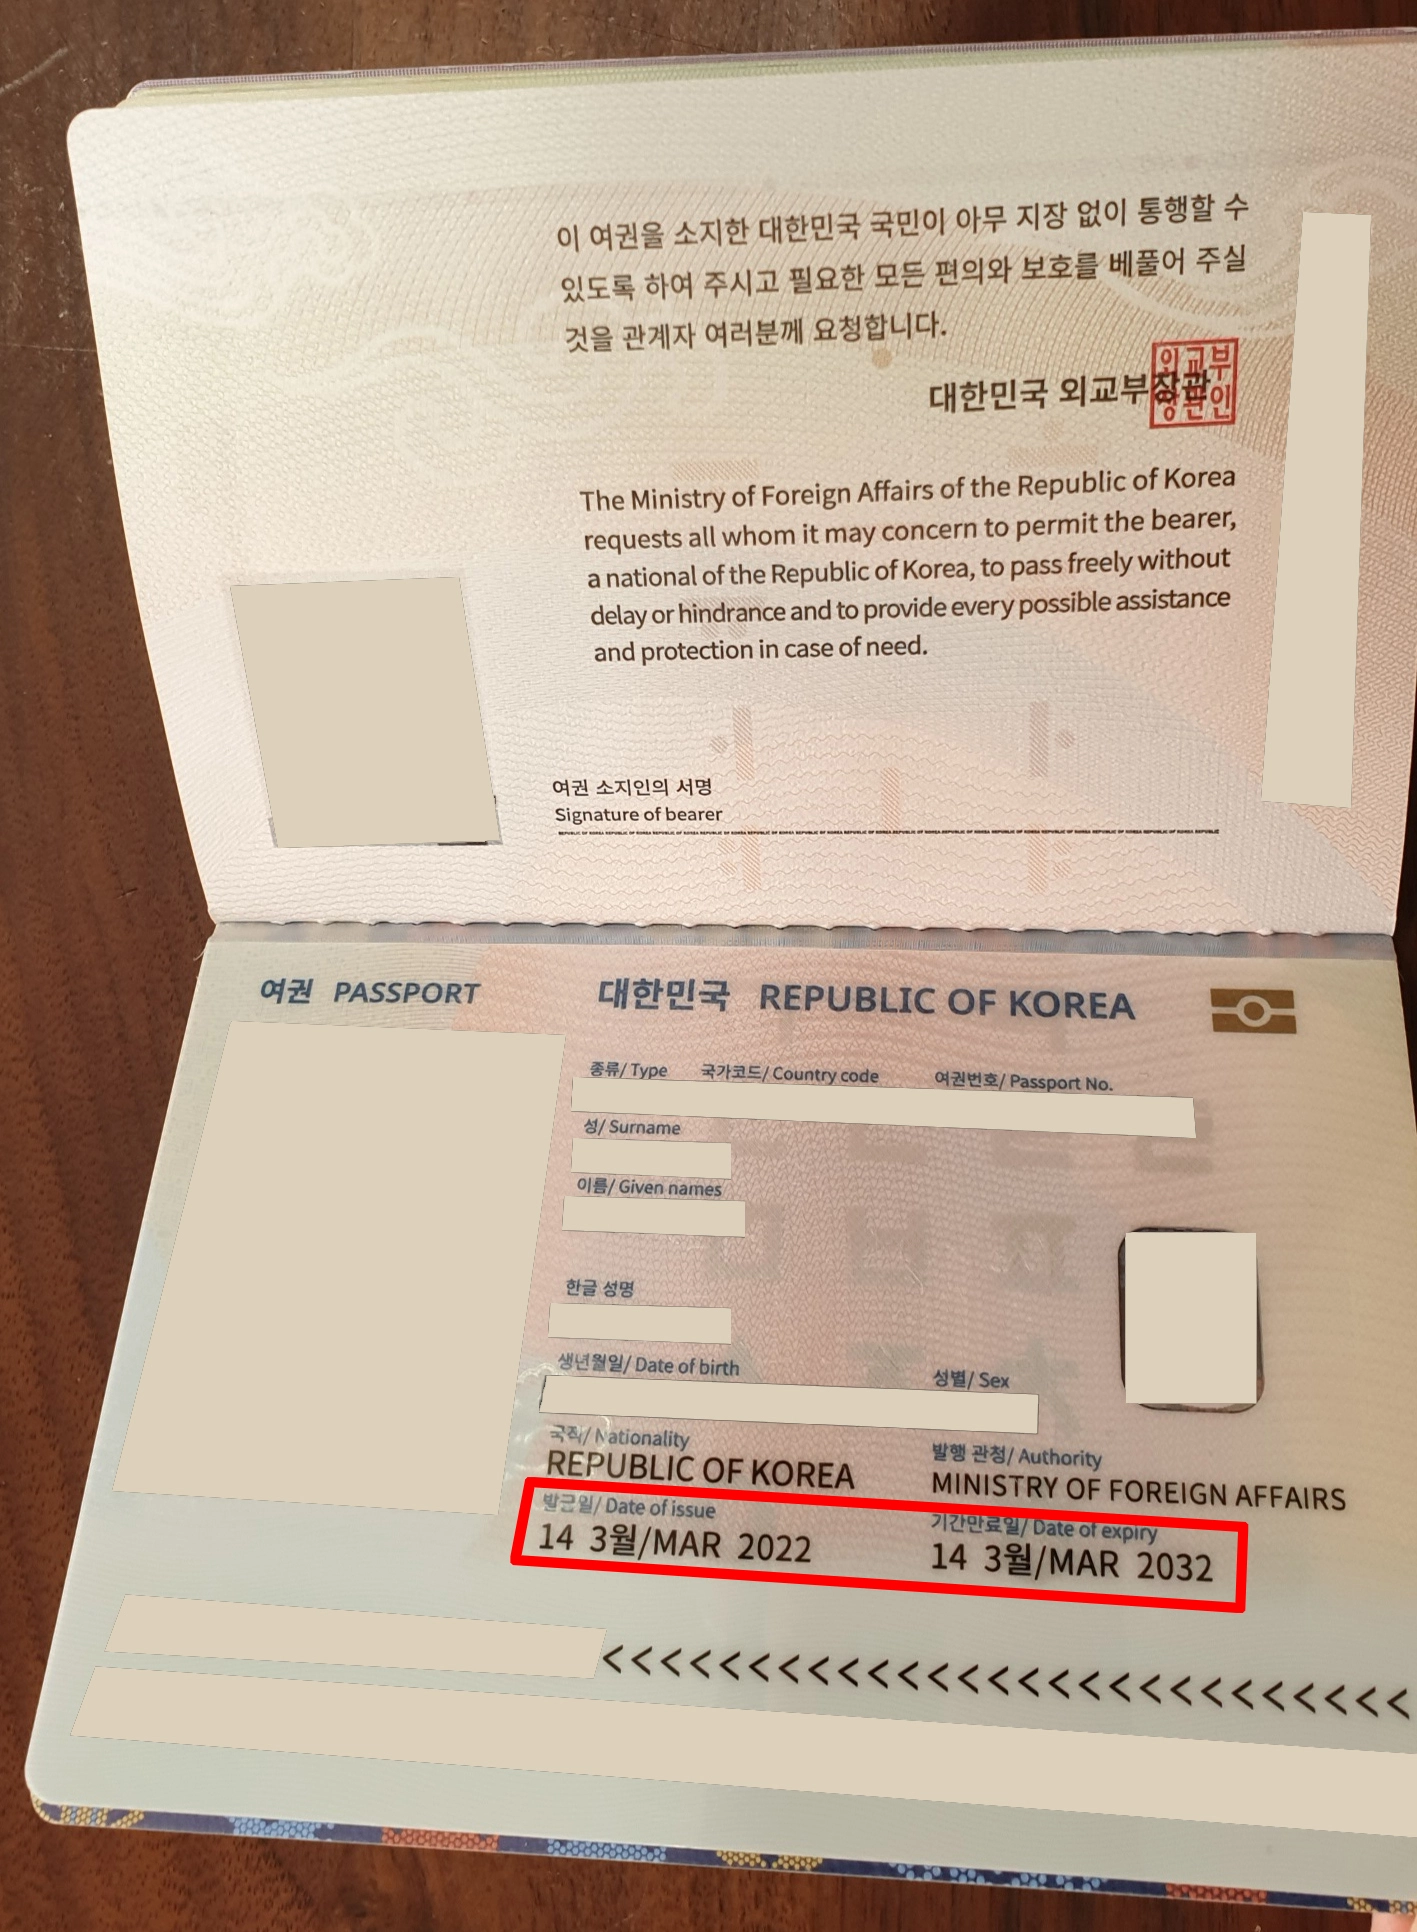 이 여권을 소지한 대한민국 국민이 아무 지장 없이 통행할 수
있도록 하여 주시고 필요한 모든 편의와 보호를 베풀어 주실
것을 관계자 여러분께 요청합니다.
대한민국 외교부장관
외교부
장관인
The Ministry of Foreign Affairs of the Republic of Korea
requests all whom it may concern to permit the bearer,
a national of the Republic of Korea, to pass freely without
delay or hindrance and to provide every possible assistance
and protection in case of need.
여권 소지인의 서명
Signature of bearer
여권 PASSPORT 대한민국 REPUBLIC OF KOREA
종류/ Type 국가코드/ Country code 여권번호/ Passport No.
성/ Surname
이름/ Given names
한글 성명
생년월일/ Date of birth 성별/ Sex
국적/ Nationality 발행 관청/ Authority
REPUBLIC OF KOREA MINISTRY OF FOREIGN AFFAIRS
발급일/ Date of issue 기간만료일/ Date of expiry
14 3월/MAR 2022 14 3월/MAR 2032
<<<<<<<<<<<<<<<<<<<<<<<<<<<